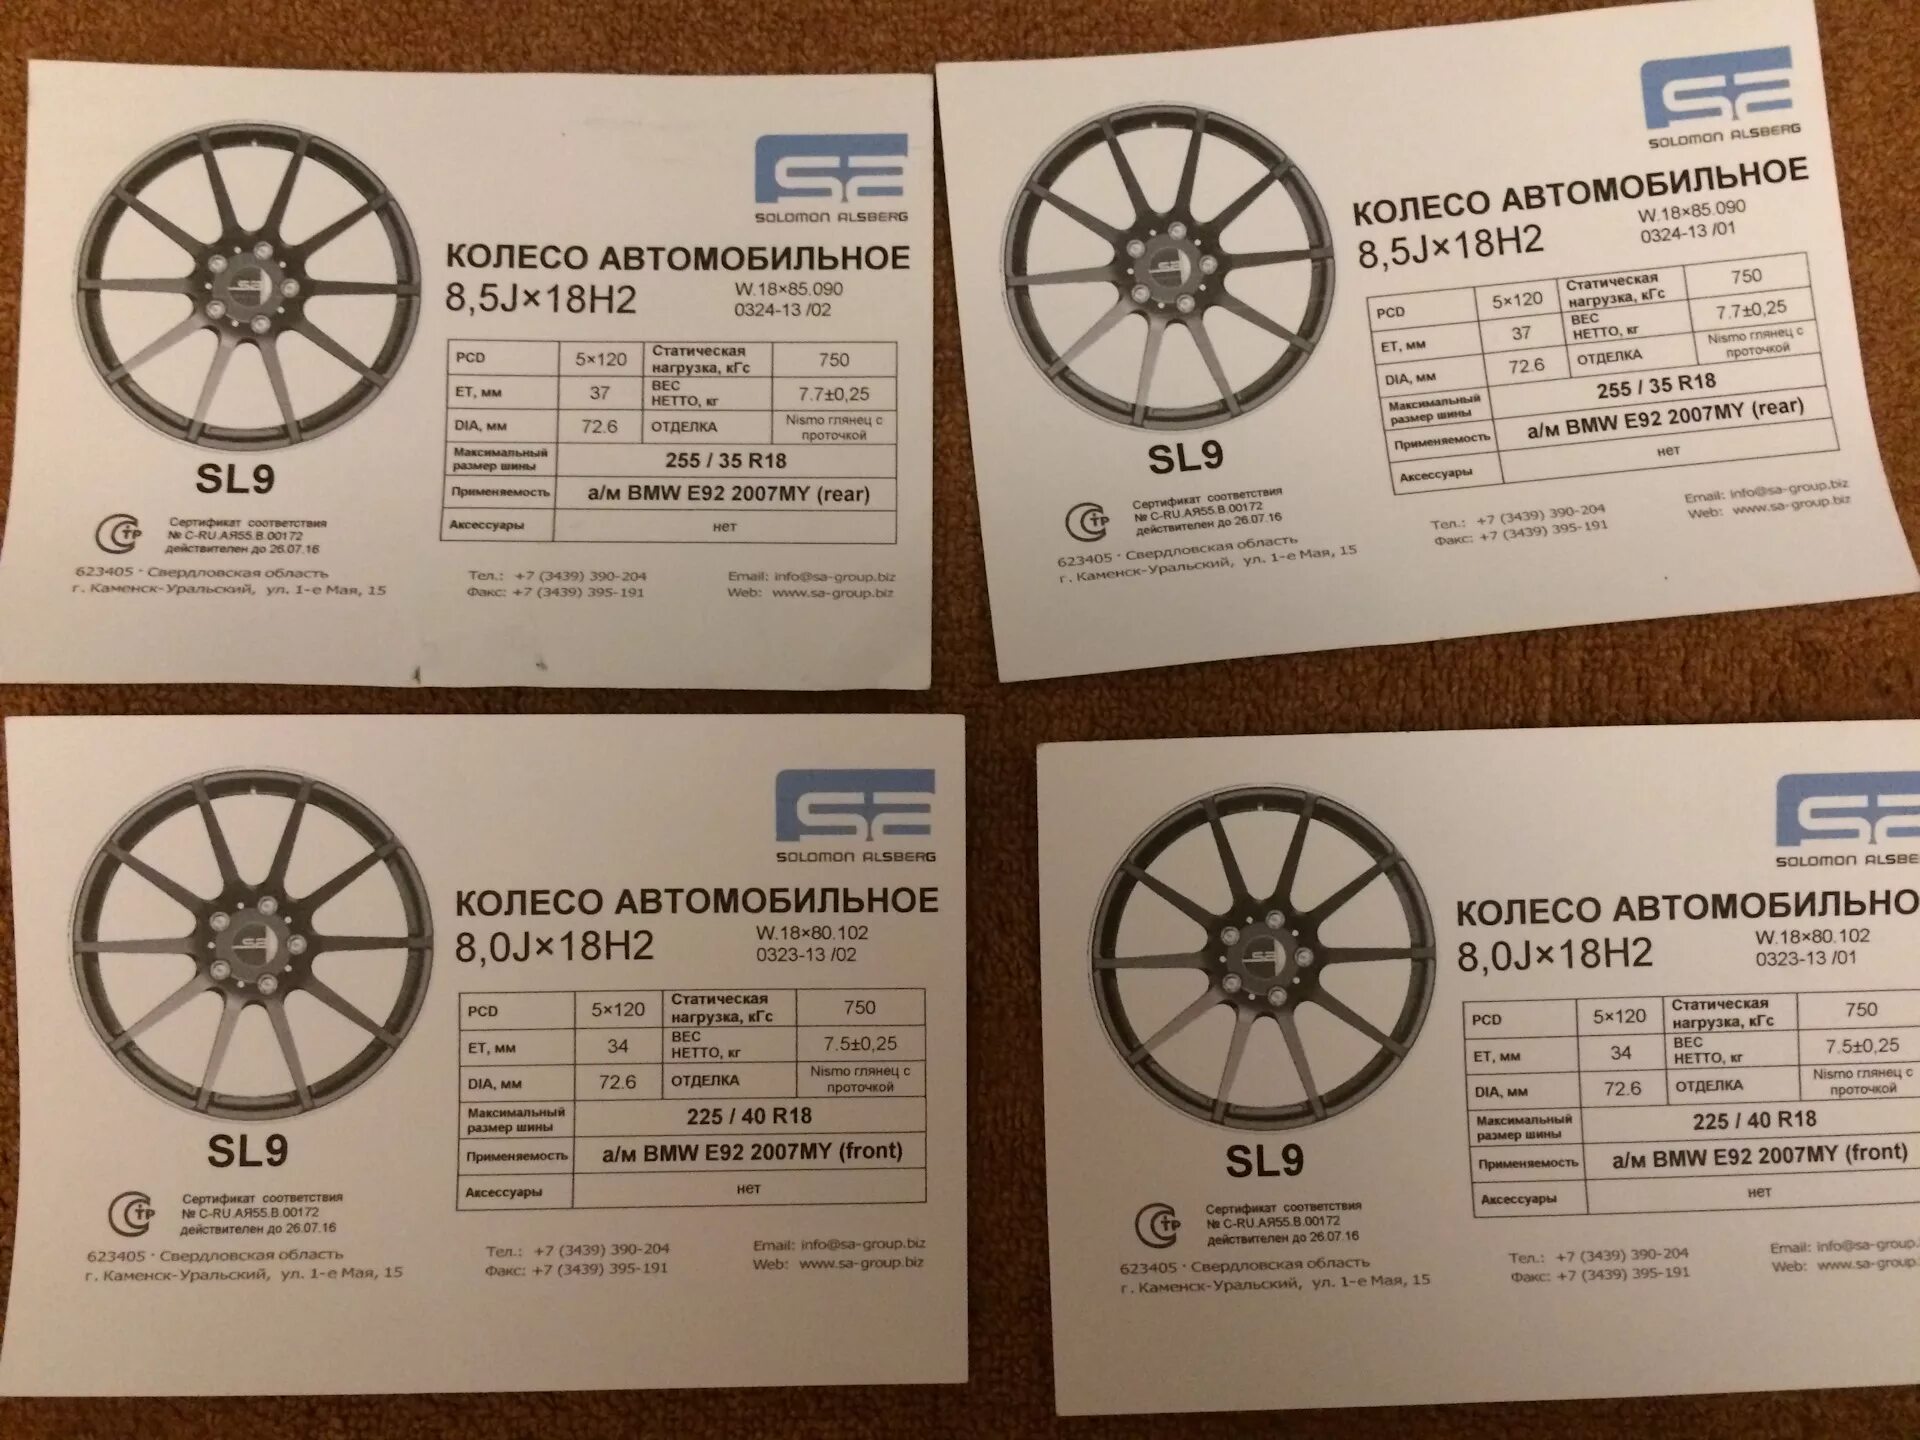 SOLOMON ALSBERG
КОЛЕСО АВТОМОБИЛЬНОЕ
8,5J×18H2
W.18×85.090
0324-13 /02
PCD 5×120 Статическая нагрузка, кГс 750
ET, мм 37 ВЕС НЕТТО, кг 7.7±0,25
DIA, мм 72.6 ОТДЕЛКА Nismo глянец с проточкой
Максимальный размер шины 255 / 35 R18
Применяемость а/м BMW E92 2007MY (rear)
Аксессуары нет
SL9
Сертификат соответствия
№ C-RU.АЯ55.В.00172
действителен до 26.07.16
623405 · Свердловская область
г. Каменск-Уральский, ул. 1-е Мая, 15
Тел.: +7 (3439) 390-204
Факс: +7 (3439) 395-191
Email: info@sa-group.biz
Web: www.sa-group.biz
SOLOMON ALSBERG
КОЛЕСО АВТОМОБИЛЬНОЕ
8,5J×18H2
W.18×85.090
0324-13 /01
PCD 5×120 Статическая нагрузка, кГс 750
ET, мм 37 ВЕС НЕТТО, кг 7.7±0,25
DIA, мм 72.6 ОТДЕЛКА Nismo глянец с проточкой
Максимальный размер шины 255 / 35 R18
Применяемость а/м BMW E92 2007MY (rear)
Аксессуары нет
SL9
Сертификат соответствия
№ C-RU.АЯ55.В.00172
действителен до 26.07.16
623405 · Свердловская область
г. Каменск-Уральский, ул. 1-е Мая, 15
Тел.: +7 (3439) 390-204
Факс: +7 (3439) 395-191
Email: info@sa-group.biz
Web: www.sa-group.biz
SOLOMON ALSBERG
КОЛЕСО АВТОМОБИЛЬНОЕ
8,0J×18H2
W.18×80.102
0323-13 /02
PCD 5×120 Статическая нагрузка, кГс 750
ET, мм 34 ВЕС НЕТТО, кг 7.5±0,25
DIA, мм 72.6 ОТДЕЛКА Nismo глянец с проточкой
Максимальный размер шины 225 / 40 R18
Применяемость а/м BMW E92 2007MY (front)
Аксессуары нет
SL9
Сертификат соответствия
№ C-RU.АЯ55.В.00172
действителен до 26.07.16
623405 · Свердловская область
г. Каменск-Уральский, ул. 1-е Мая, 15
Тел.: +7 (3439) 390-204
Факс: +7 (3439) 395-191
Email: info@sa-group.biz
Web: www.sa-group.biz
SOLOMON ALSBE
КОЛЕСО АВТОМОБИЛЬНО
8,0J×18H2
W.18×80.102
0323-13 /01
PCD 5×120 Статическая нагрузка, кГс 750
ET, мм 34 ВЕС НЕТТО, кг 7.5±0,25
DIA, мм 72.6 ОТДЕЛКА Nismo глянец с проточкой
Максимальный размер шины 225 / 40 R18
Применяемость а/м BMW E92 2007MY (front)
Аксессуары нет
SL9
Сертификат соответствия
№ C-RU.АЯ55.В.00172
действителен до 26.07.16
623405 · Свердловская область
г. Каменск-Уральский, ул. 1-е Мая, 15
Тел.: +7 (3439) 390-204
Факс: +7 (3439) 395-191
Email: info@sa-group.
Web: www.sa-group.